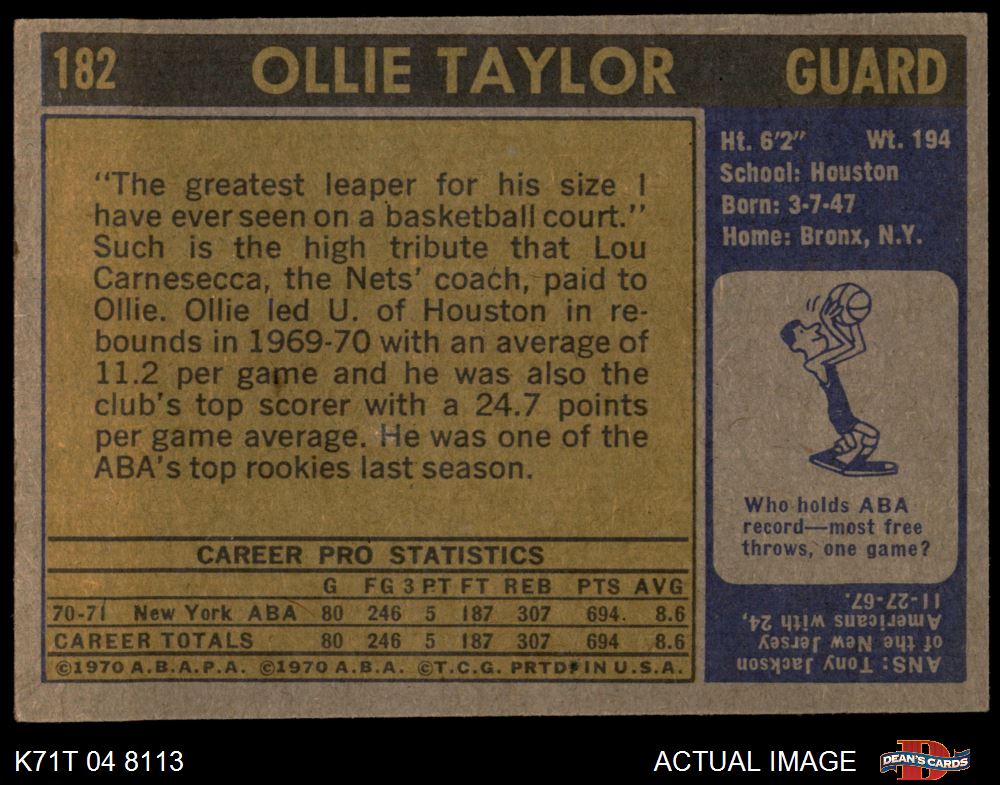 182 OLLIE TAYLOR GUARD
"The greatest leaper for his size I
have ever seen on a basketball court."
Such is the high tribute that Lou
Carnesecca, the Nets' coach, paid to
Ollie. Ollie led U. of Houston in re-
bounds in 1969-70 with an average of
11.2 per game and he was also the
club's top scorer with a 24.7 points
per game average. He was one of the
ABA's top rookies last season.
CAREER PRO STATISTICS
G FG 3 PT FT REB PTS AVG
70-71 New York ABA 80 246 5 187 307 694. 8.6
CAREER TOTALS 80 246 5 187 307 694 8.6
©1970 A.B.A.P.A. ©1970 A.B.A. ©T.C.G. PRTD IN U.S.A.
Ht. 6'2" Wt. 194
School: Houston
Born: 3-7-47
Home: Bronx, N.Y.
Who holds ABA
record—most free
throws, one game?
ANS: Tony Jackson
of the New Jersey
Americans with 24,
11-27-67.
K71T 04 8113
ACTUAL IMAGE
D
DEAN'S CARDS